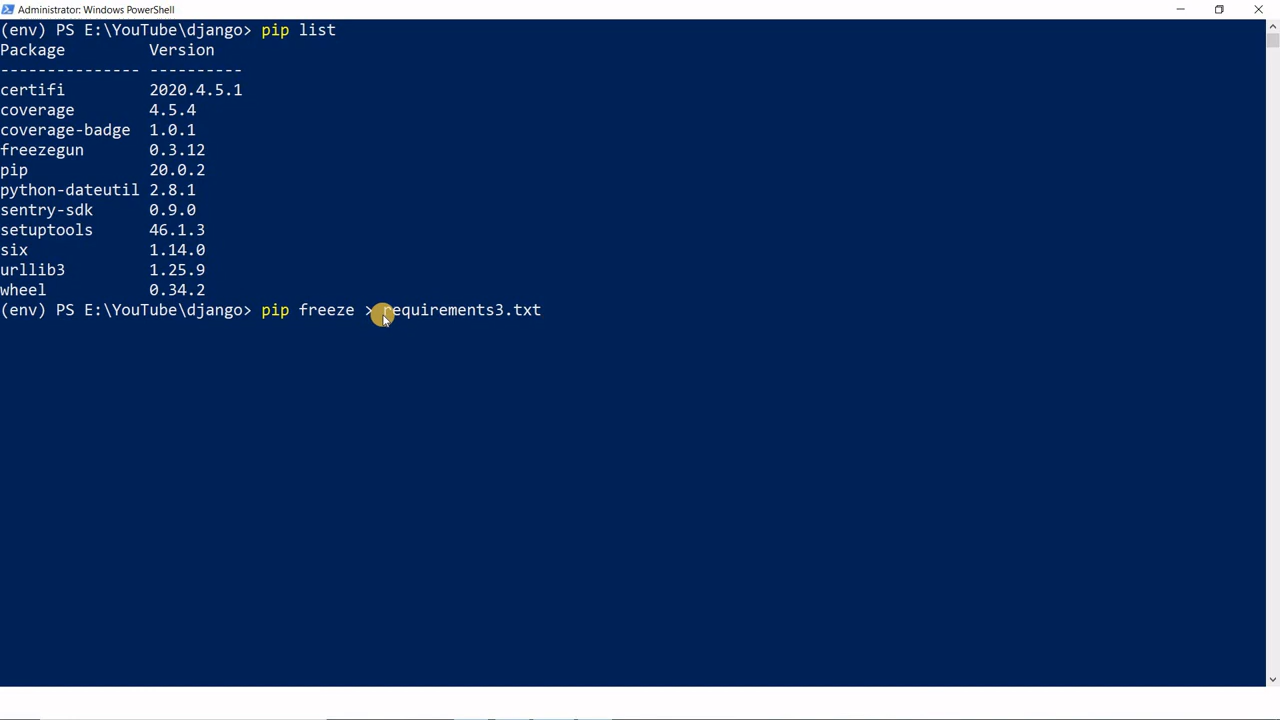 Administrator: Windows PowerShell
(env) PS E:\YouTube\django> pip list
Package         Version
--------------- ----------
certifi         2020.4.5.1
coverage        4.5.4
coverage-badge  1.0.1
freezegun       0.3.12
pip             20.0.2
python-dateutil 2.8.1
sentry-sdk      0.9.0
setuptools      46.1.3
six             1.14.0
urllib3         1.25.9
wheel           0.34.2
(env) PS E:\YouTube\django> pip freeze > requirements3.txt